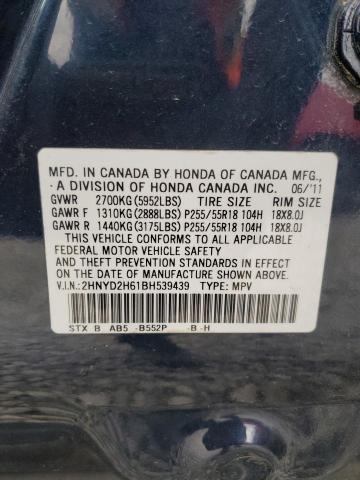 MFD. IN CANADA BY HONDA OF CANADA MFG.,
· A DIVISION OF HONDA CANADA INC. 06/'11
GVWR 2700KG(5952LBS) TIRE SIZE RIM SIZE
GAWR F 1310KG(2888LBS) P255/55R18 104H 18X8.0J
GAWR R 1440KG(3175LBS) P255/55R18 104H 18X8.0J
THIS VEHICLE CONFORMS TO ALL APPLICABLE
FEDERAL MOTOR VEHICLE SAFETY
AND THEFT PREVENTION STANDARDS IN EFFECT
ON THE DATE OF MANUFACTURE SHOWN ABOVE.
V.I.N.:2HNYD2H61BH539439 TYPE: MPV
STX B AB5 -B552P -B -H